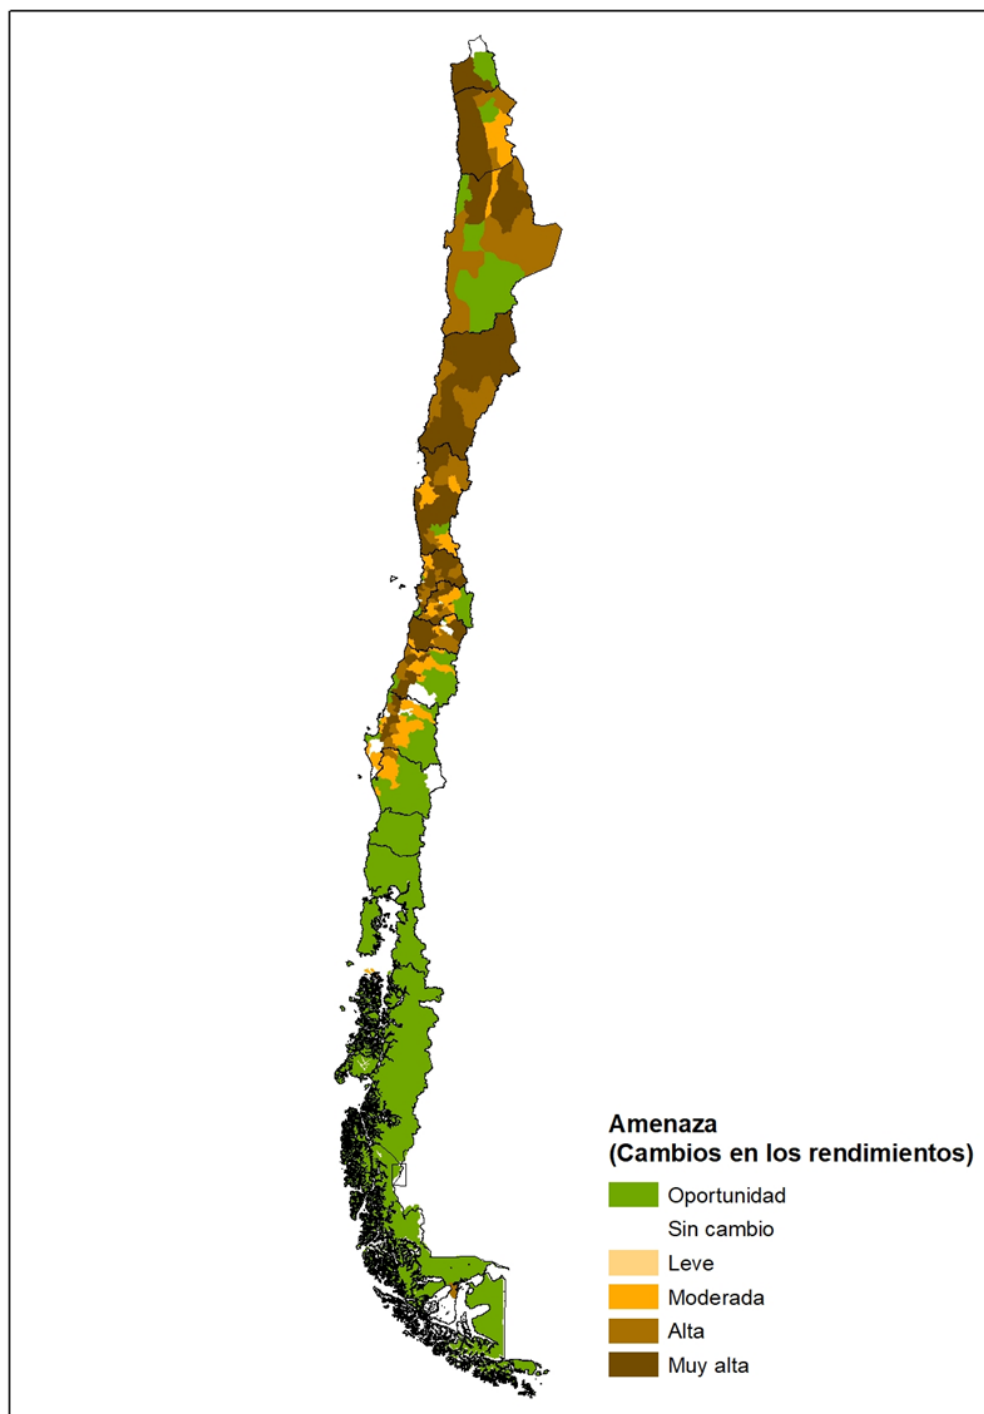 Amenaza
(Cambios en los rendimientos)
Oportunidad
Sin cambio
Leve
Moderada
Alta
Muy alta